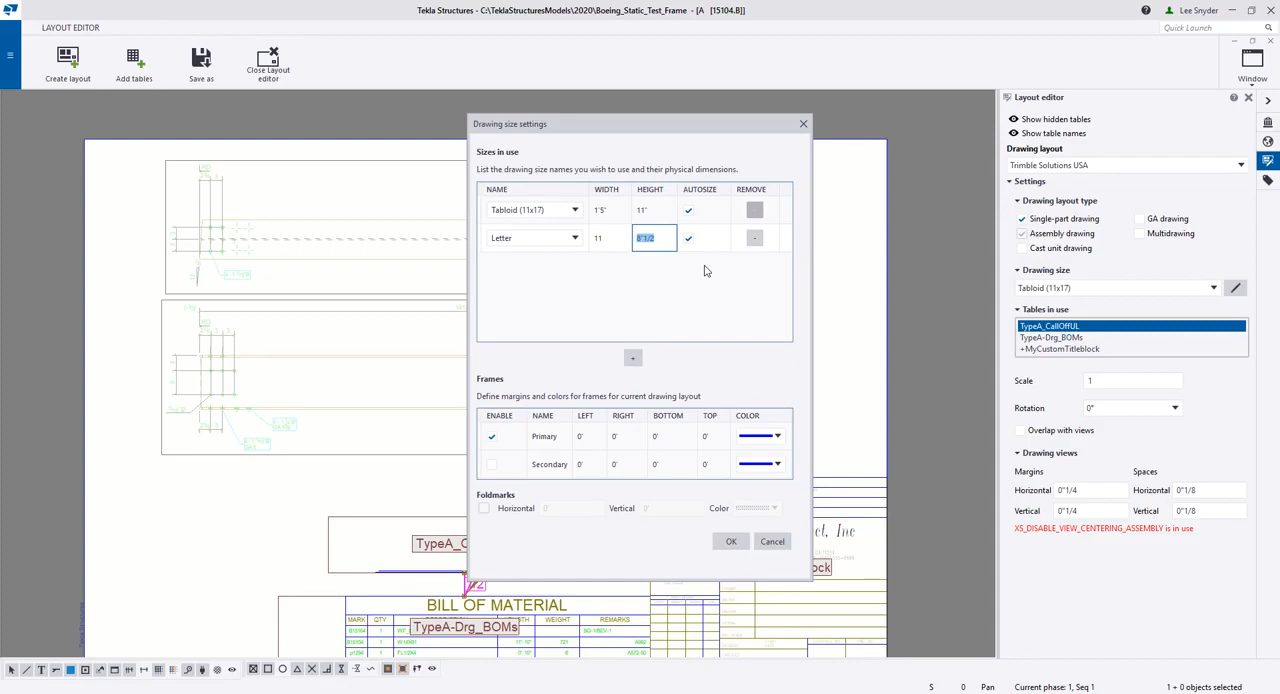 Tekla Structures - C:\TeklaStructuresModels\2020\Boeing_Static_Test_Frame - [A [15104.B]]
Lee Snyder
LAYOUT EDITOR
Quick Launch
Create layout
Add tables
Save as
Close Layout editor
Window
Drawing size settings
Sizes in use
List the drawing size names you wish to use and their physical dimensions.
NAME WIDTH HEIGHT AUTOSIZE REMOVE
Tabloid (11x17) 1'5" 11"
Letter 11 8"1/2 -
+
Frames
Define margins and colors for frames for current drawing layout
ENABLE NAME LEFT RIGHT BOTTOM TOP COLOR
Primary 0' 0' 0' 0'
Secondary 0' 0' 0' 0'
Foldmarks
Horizontal 0' Vertical 0' Color
OK Cancel
Layout editor
Show hidden tables
Show table names
Drawing layout
Trimble Solutions USA
Settings
Drawing layout type
Single-part drawing GA drawing
Assembly drawing Multidrawing
Cast unit drawing
Drawing size
Tabloid (11x17)
Tables in use
TypeA_CallOffUL
TypeA-Drg_BOMs
+MyCustomTitleblock
Scale 1
Rotation 0°
Overlap with views
Drawing views
Margins Spaces
Horizontal 0"1/4 Horizontal 0"1/8
Vertical 0"1/4 Vertical 0"1/8
XS_DISABLE_VIEW_CENTERING_ASSEMBLY is in use
ct, Inc
TypeA_C
ock
BILL OF MATERIAL
MARK QTY WEIGHT REMARKS
TypeA-Drg_BOMs
S 0 Pan Current phase: 1, Seq 1 1 + 0 objects selected